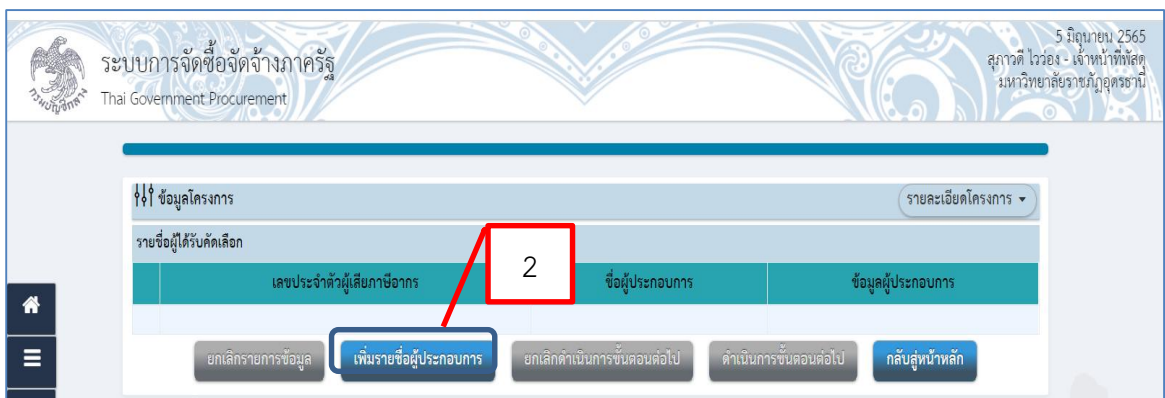 5 มิถุนายน 2565
ระบบการจัดซื้อจัดจ้างภาครัฐ
สุภาวดี ไวว่อง - เจ้าหน้าที่พัสดุ
Thai Government Procurement
มหาวิทยาลัยราชภัฏอุดรธานี
กรมบัญชีกลาง
ข้อมูลโครงการ
รายละเอียดโครงการ
รายชื่อผู้ได้รับคัดเลือก
2
เลขประจำตัวผู้เสียภาษีอากร ชื่อผู้ประกอบการ ข้อมูลผู้ประกอบการ
ยกเลิกรายการข้อมูล เพิ่มรายชื่อผู้ประกอบการ ยกเลิกดำเนินการขั้นตอนต่อไป ดำเนินการขั้นตอนต่อไป กลับสู่หน้าหลัก